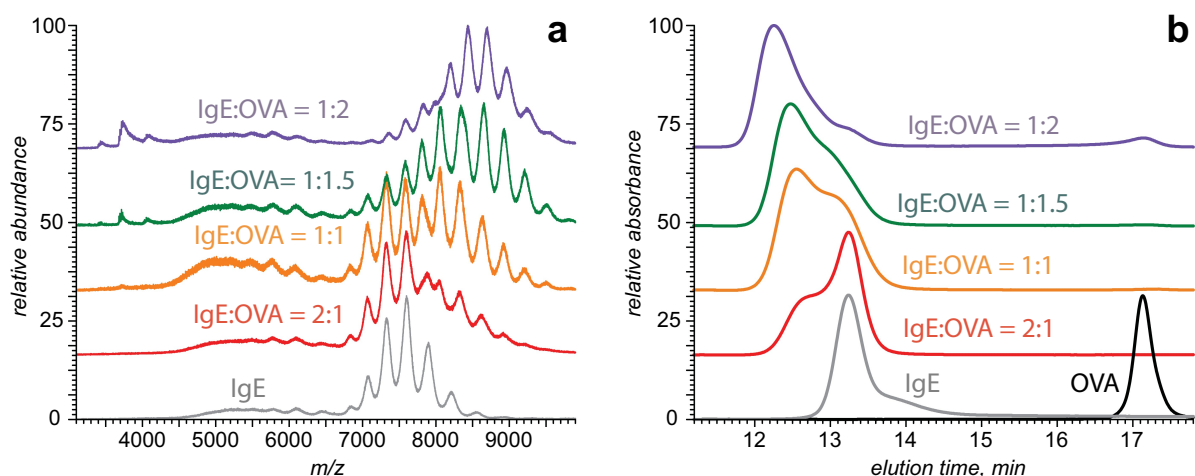 a
relative abundance
100
75
50
25
0
IgE:OVA = 1:2
IgE:OVA= 1:1.5
IgE:OVA = 1:1
IgE:OVA = 2:1
IgE
4000 5000 6000 7000 8000 9000
m/z
b
relative absorbance
100
75
50
25
0
IgE:OVA = 1:2
IgE:OVA = 1:1.5
IgE:OVA = 1:1
IgE:OVA = 2:1
IgE
OVA
12 13 14 15 16 17
elution time, min